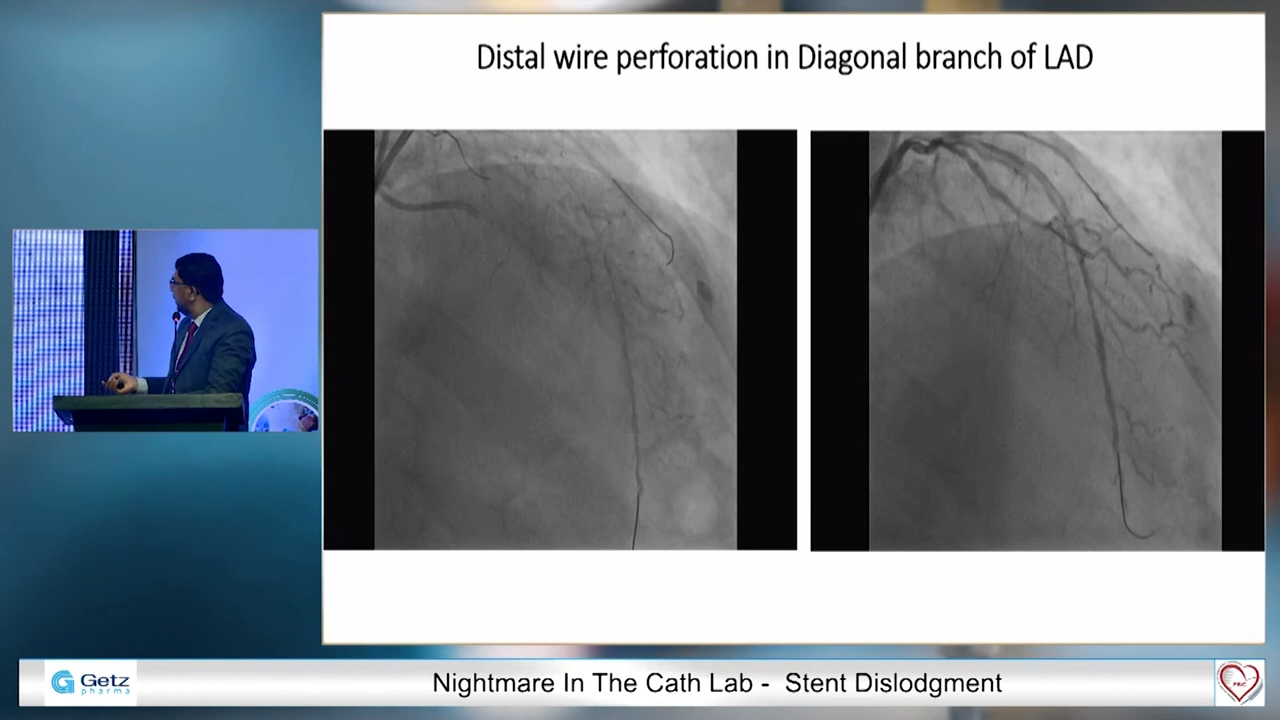 Distal wire perforation in Diagonal branch of LAD
Getz
pharma
Nightmare In The Cath Lab - Stent Dislodgment